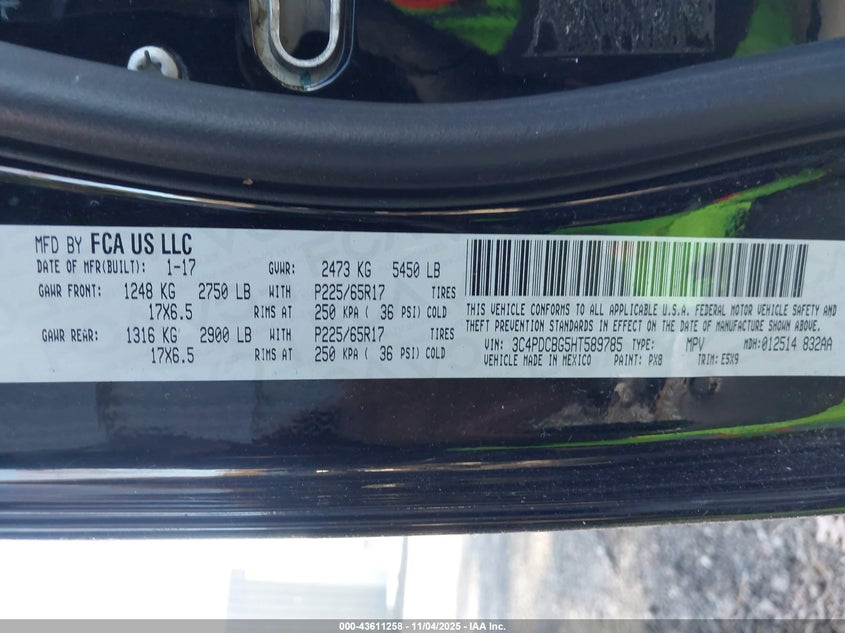 MFD BY FCA US LLC
DATE OF MFR(BUILT): 1-17 GVWR: 2473 KG 5450 LB
GAWR FRONT: 1248 KG 2750 LB WITH P225/65R17 TIRES
17X6.5 RIMS AT 250 KPA ( 36 PSI) COLD
GAWR REAR: 1316 KG 2900 LB WITH P225/65R17 TIRES
17X6.5 RIMS AT 250 KPA ( 36 PSI) COLD
THIS VEHICLE CONFORMS TO ALL APPLICABLE U.S.A. FEDERAL MOTOR VEHICLE SAFETY AND
THEFT PREVENTION STANDARDS IN EFFECT ON THE DATE OF MANUFACTURE SHOWN ABOVE.
VIN: 3C4PDCBG5HT589785 TYPE: MPV MDH:012514 832AA
VEHICLE MADE IN MEXICO PAINT: PX8 TRIM: E5X9
000-43611258 - 11/04/2025 - IAA Inc.